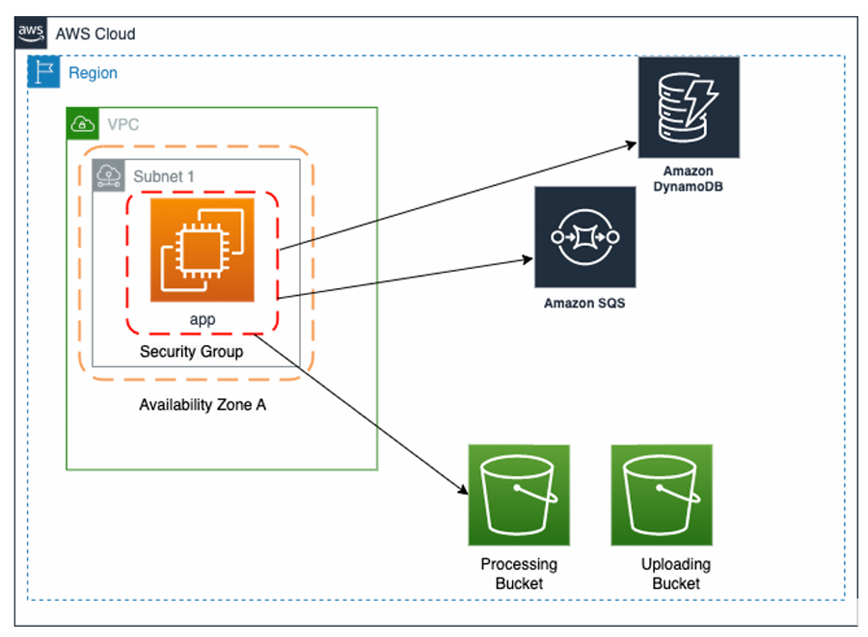 aws
AWS Cloud
Region
VPC
Subnet 1
app
Security Group
Availability Zone A
Amazon
DynamoDB
Amazon SQS
Processing
Bucket
Uploading
Bucket